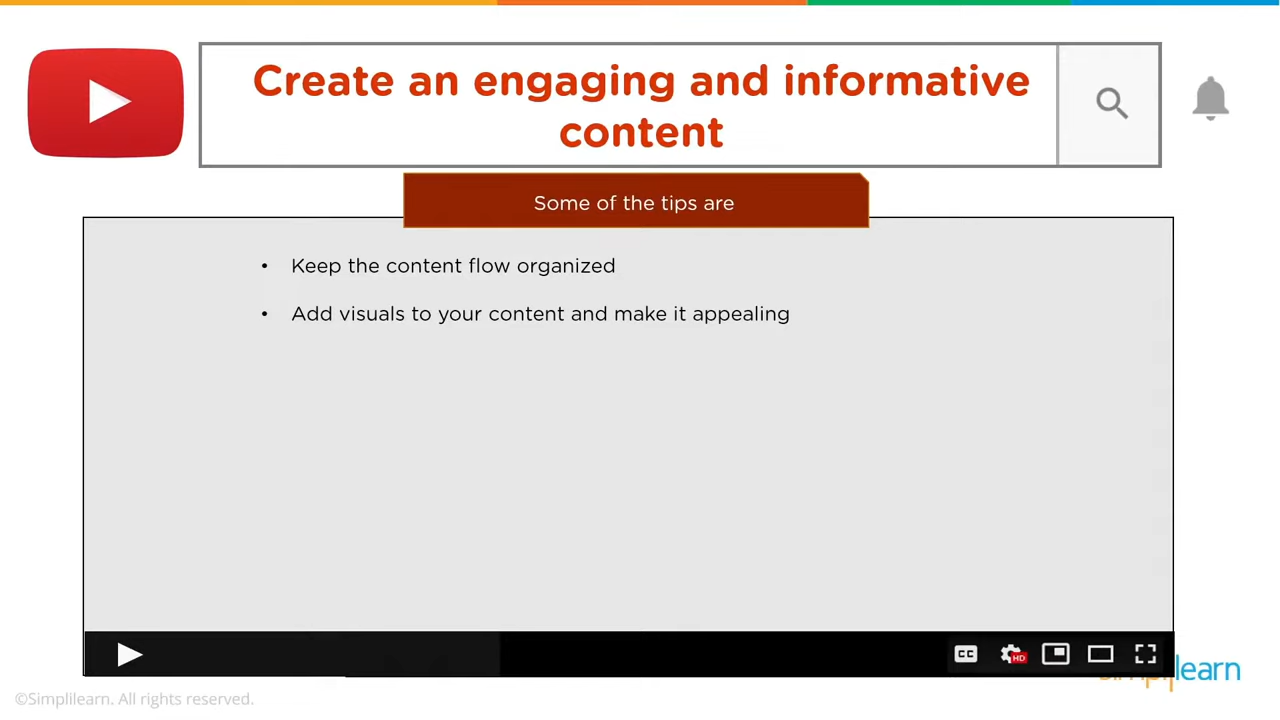 Create an engaging and informative
content
Some of the tips are
• Keep the content flow organized
• Add visuals to your content and make it appealing
CC
HD
simplilearn
©Simplilearn. All rights reserved.